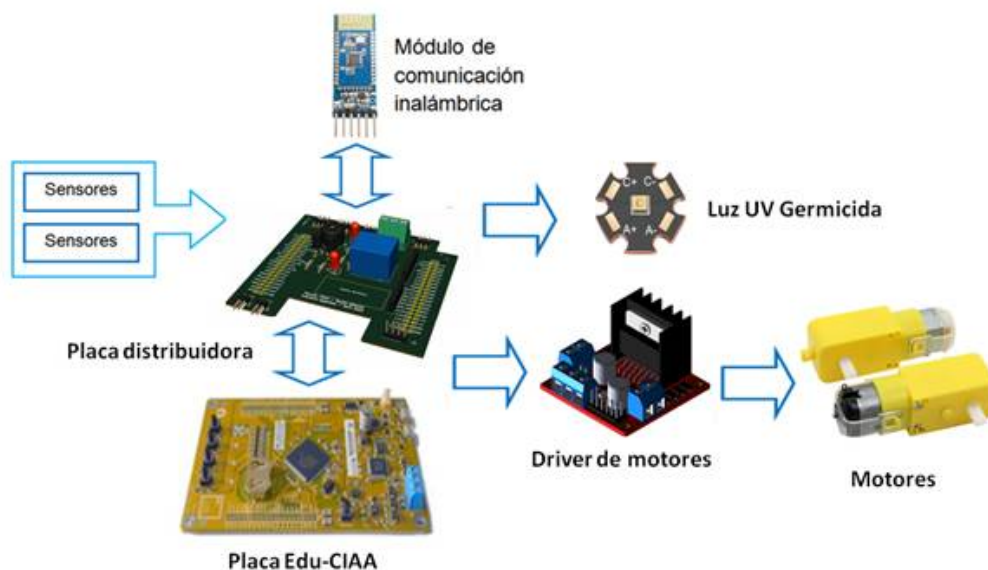 Módulo de
comunicación
inalámbrica
Sensores
Sensores
C+ C-
A+ A-
Luz UV Germicida
Placa distribuidora
Driver de motores
Motores
Placa Edu-CIAA